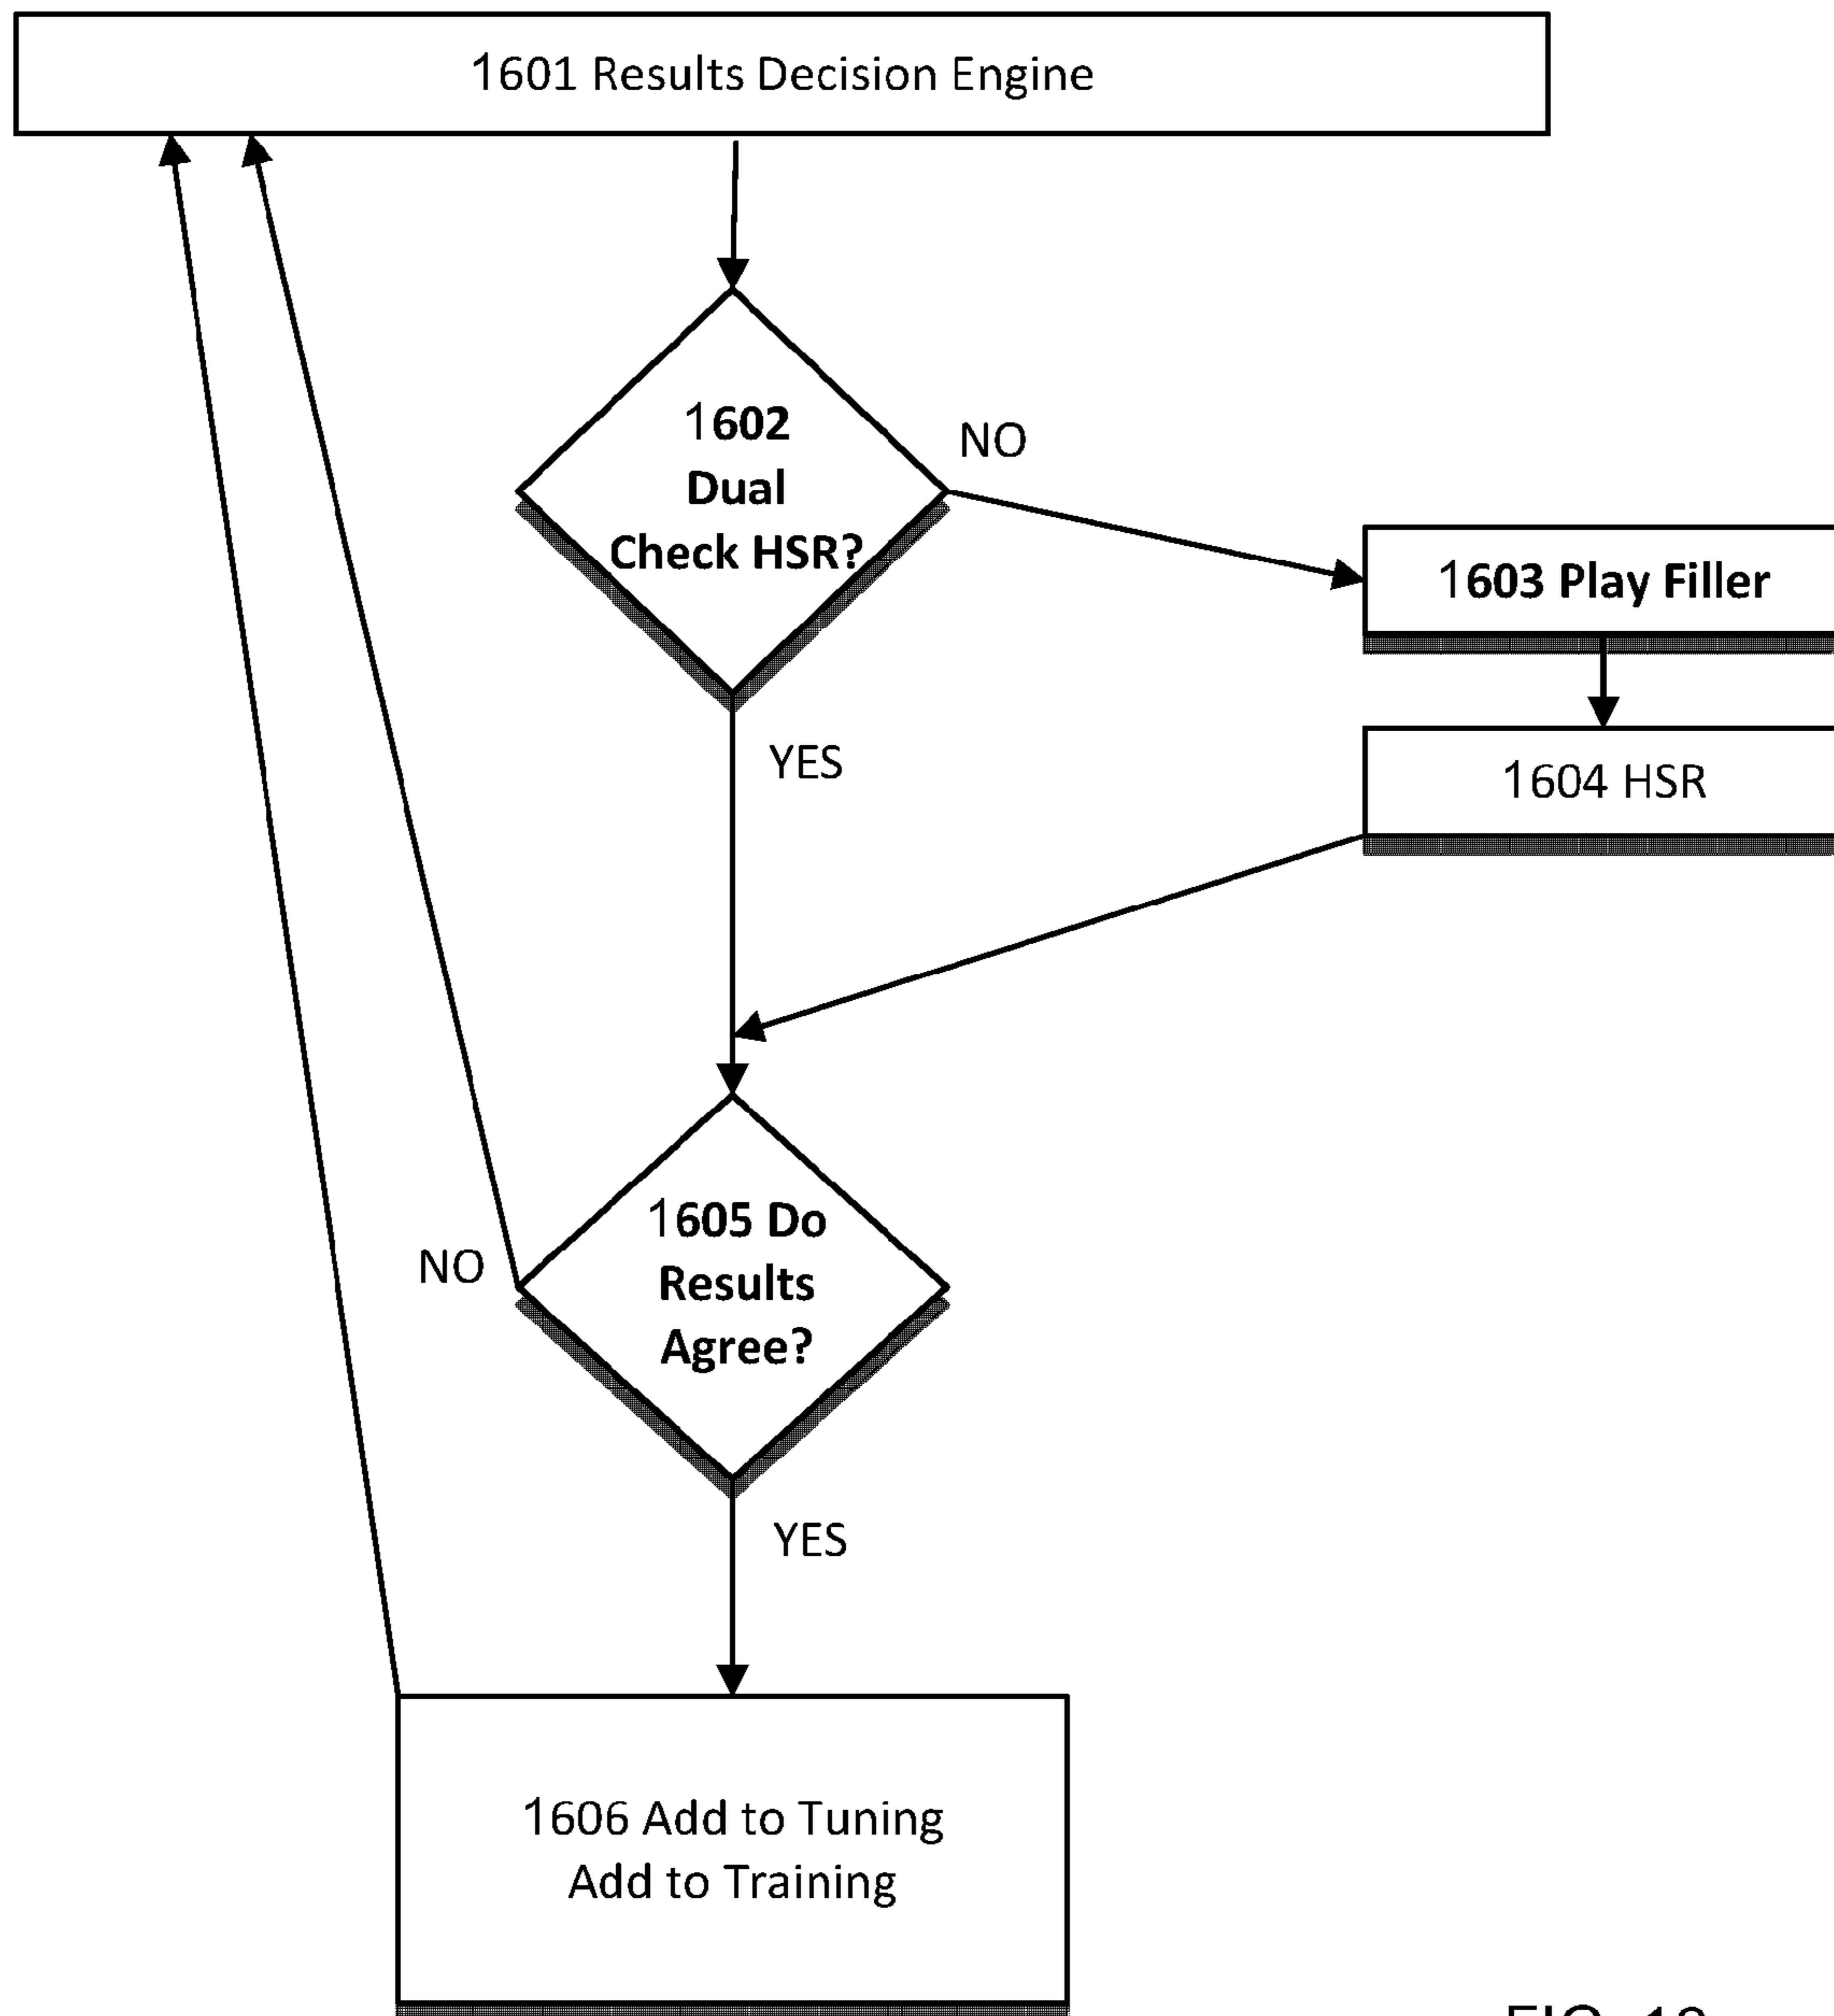 1601 Results Decision Engine
1602
Dual
Check HSR?
NO
1603 Play Filler
YES
1604 HSR
1605 Do
Results
Agree?
NO
YES
1606 Add to Tuning
Add to Training